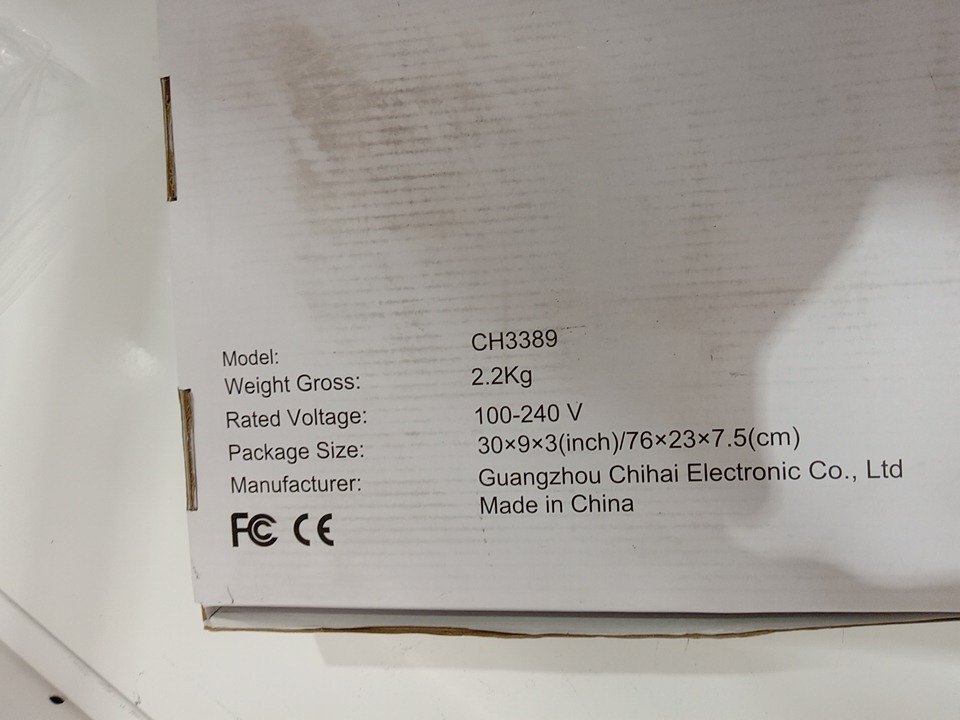 Model: CH3389
Weight Gross: 2.2Kg
Rated Voltage: 100-240 V
Package Size: 30×9×3(inch)/76×23×7.5(cm)
Manufacturer: Guangzhou Chihai Electronic Co., Ltd
Made in China
FC CE